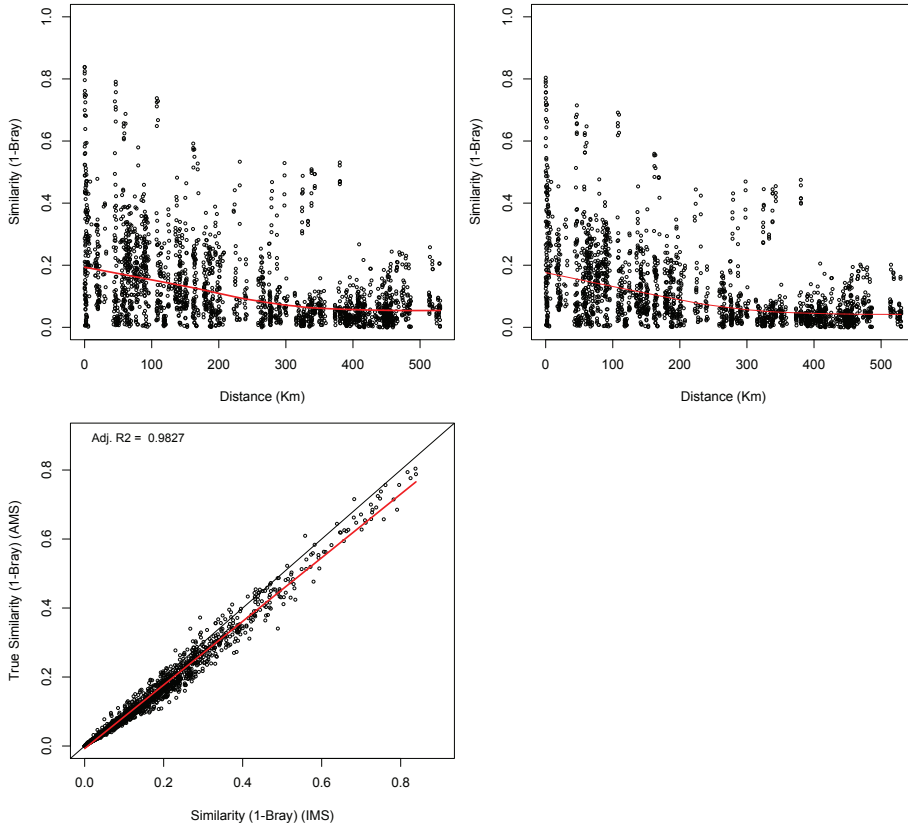 1.0
0.8
0.6
0.4
0.2
0.0
Similarity (1-Bray)
0 100 200 300 400 500
Distance (Km)
1.0
0.8
0.6
0.4
0.2
0.0
Similarity (1-Bray)
0 100 200 300 400 500
Distance (Km)
Adj. R2 = 0.9827
0.8
0.6
0.4
0.2
0.0
True Similarity (1-Bray) (AMS)
0.0 0.2 0.4 0.6 0.8
Similarity (1-Bray) (IMS)